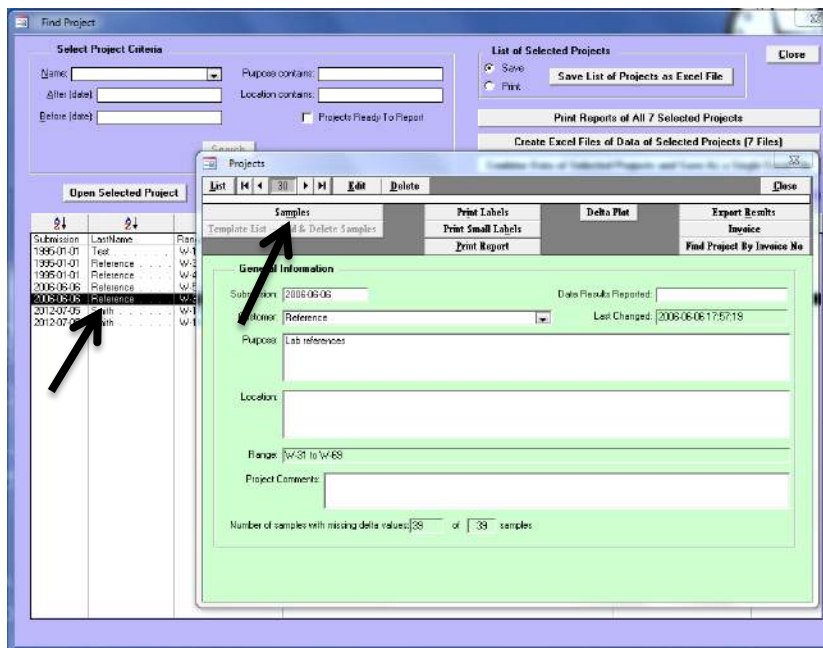 Find Project
Select Project Criteria
List of Selected Projects
Close
Name:
Purpose contains:
Save
Save List of Projects as Excel File
After (date)
Location contains:
Print
Before (date)
Projects Ready To Report
Print Reports of All 7 Selected Projects
Search
Create Excel Files of Data of Selected Projects (7 Files)
Projects
Open Selected Project
List 30 Edit Delete Close
Samples Print Labels Delta Plot Export Results
Template List & Delete Samples Print Small Labels Invoice
Print Report Find Project By Invoice No
Submission LastName
1995-01-01 Test
1995-01-01 Reference
1995-01-01 Reference
2006-06-06 Reference
2006-06-06 Reference
2012-07-05
2012-07-05
General Information
2006-06-06
Date Results Reported:
Customer: Reference
Last Changed: 2006-06-06 17:57:19
Purpose: Lab references
Location:
Range: W-31 to W-69
Project Comments:
Number of samples with missing delta values: 39 of 39 samples